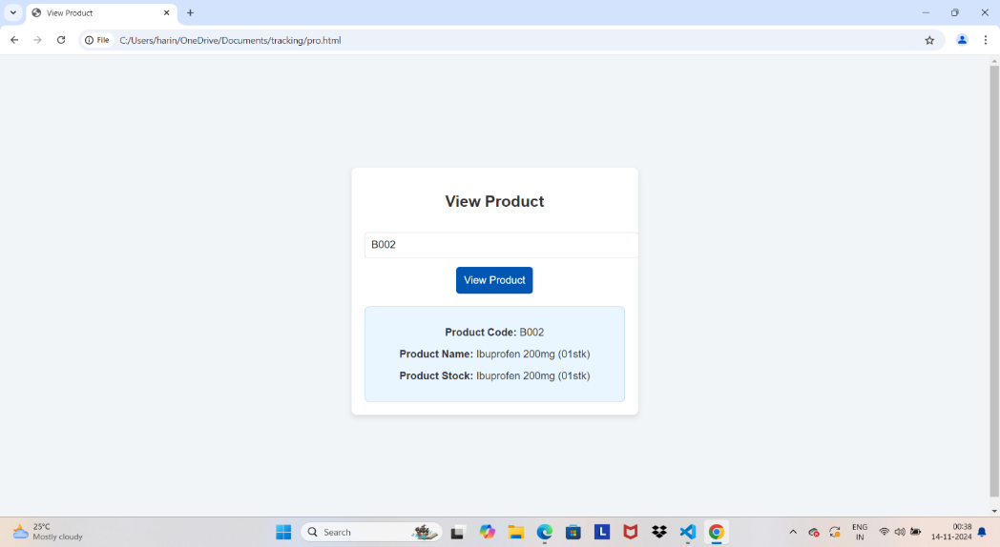 View Product
File
C:/Users/harin/OneDrive/Documents/tracking/pro.html
View Product
B002
View Product
Product Code: B002
Product Name: Ibuprofen 200mg (01stk)
Product Stock: Ibuprofen 200mg (01stk)
25°C
Mostly cloudy
Search
L
ENG
IN
00:38
14-11-2024